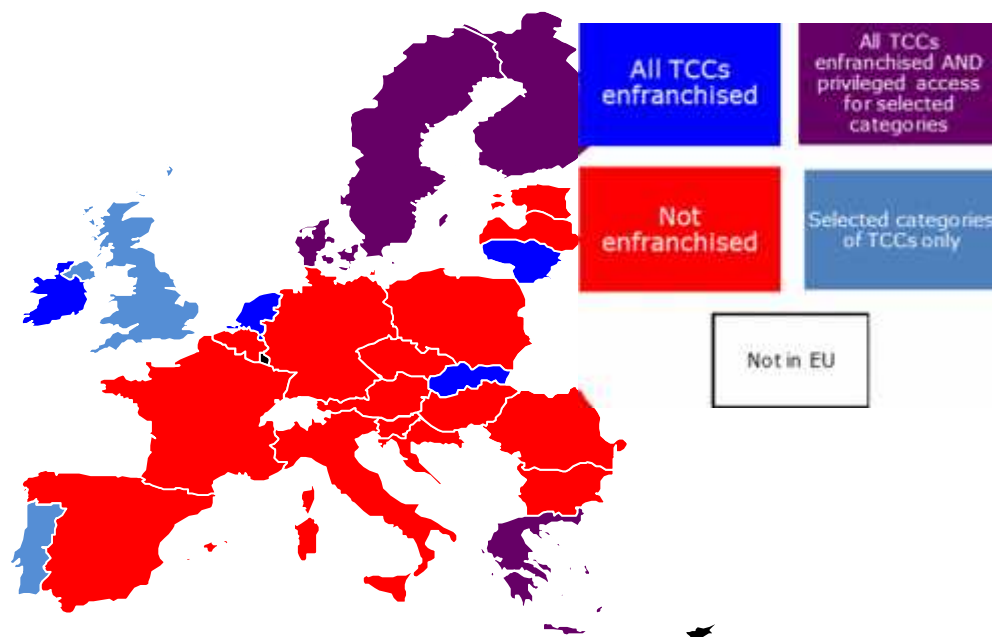 All TCCs
enfranchised
All TCCs
enfranchised AND
privileged access
for selected
categories
Not
enfranchised
Selected categories
of TCCs only
Not in EU